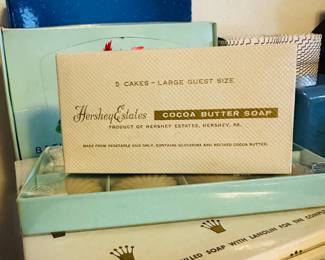 5 CAKES - LARGE GUEST SIZE
Hershey Estates COCOA BUTTER SOAP
PRODUCT OF HERSHEY ESTATES, HERSHEY, PA.
MADE FROM VEGETABLE OILS ONLY, CONTAINS GLYCERINE AND REFINED COCOA BUTTER.
SOAP WITH LANOLIN FOR THE